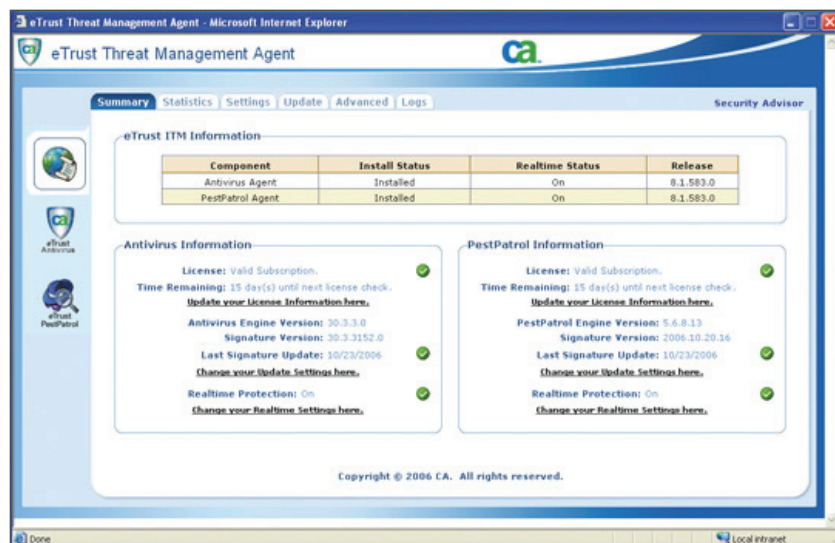 eTrust Threat Management Agent - Microsoft Internet Explorer
ca
eTrust Threat Management Agent
ca.
Summary Statistics Settings Update Advanced Logs Security Advisor
eTrust ITM Information
Component Install Status Realtime Status Release
Antivirus Agent Installed On 8.1.583.0
PestPatrol Agent Installed On 8.1.583.0
ca
eTrust
Antivirus
eTrust
PestPatrol
Antivirus Information
License: Valid Subscription.
Time Remaining: 15 day(s) until next license check.
Update your License Information here.
Antivirus Engine Version: 30.3.3.0
Signature Version: 30.3.3152.0
Last Signature Update: 10/23/2006
Change your Update Settings here.
Realtime Protection: On
Change your Realtime Settings here.
PestPatrol Information
License: Valid Subscription.
Time Remaining: 15 day(s) until next license check.
Update your License Information here.
PestPatrol Engine Version: 5.6.8.13
Signature Version: 2006.10.20.16
Last Signature Update: 10/23/2006
Change your Update Settings here.
Realtime Protection: On
Change your Realtime Settings here.
Copyright © 2006 CA. All rights reserved.
Done Local intranet